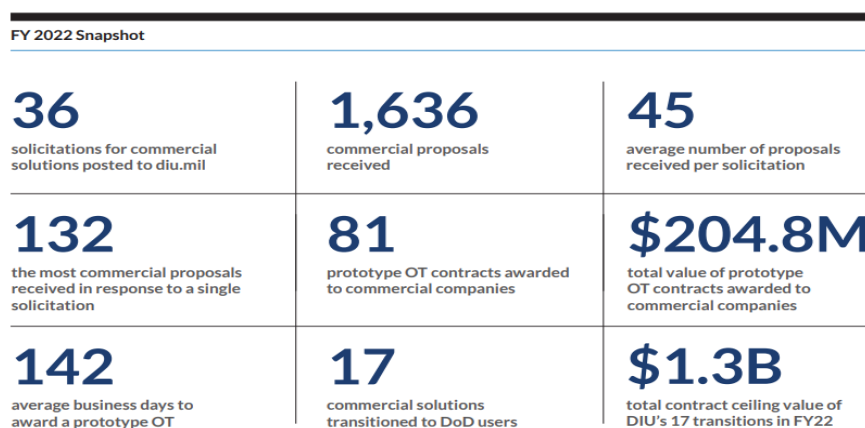 FY 2022 Snapshot
36
solicitations for commercial
solutions posted to diu.mil
1,636
commercial proposals
received
45
average number of proposals
received per solicitation
132
the most commercial proposals
received in response to a single
solicitation
81
prototype OT contracts awarded
to commercial companies
$204.8M
total value of prototype
OT contracts awarded to
commercial companies
142
average business days to
award a prototype OT
17
commercial solutions
transitioned to DoD users
$1.3B
total contract ceiling value of
DIU’s 17 transitions in FY22